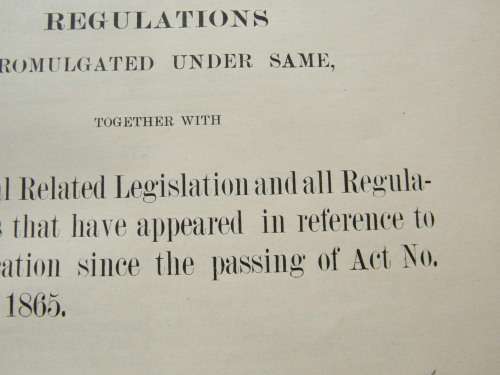 REGULATIONS
ROMULGATED UNDER SAME,
TOGETHER WITH
l Related Legislation and all Regula-
s that have appeared in reference to
ation since the passing of Act No.
1865.